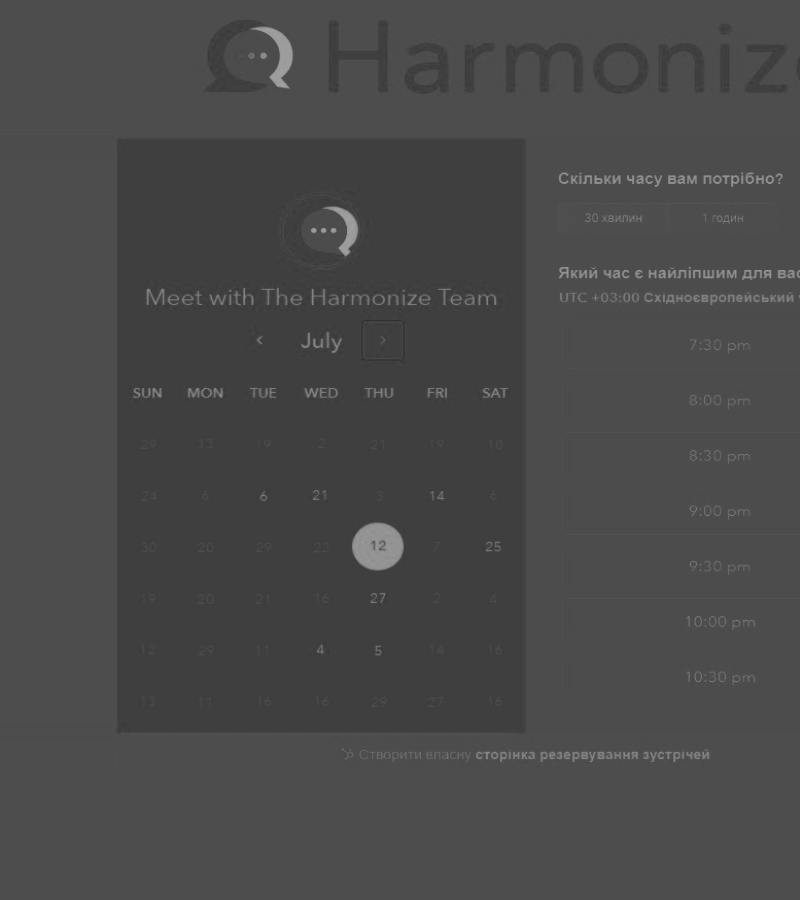 Harmonize
Meet with The Harmonize Team
July
SUN MON TUE WED THU FRI SAT
29 13 19 2 21 19 10
24 6 6 21 3 14 6
30 20 29 23 12 7 25
19 20 21 16 27 2 4
12 29 11 4 5 14 16
13 11 16 16 29 27 16
Скільки часу вам потрібно?
30 хвилин 1 годин
Який час є найліпшим для
UTC +03:00 Східноєвропейський
7:30 pm
8:00 pm
8:30 pm
9:00 pm
9:30 pm
10:00 pm
10:30 pm
Створити власну сторінка резервування зустрічей